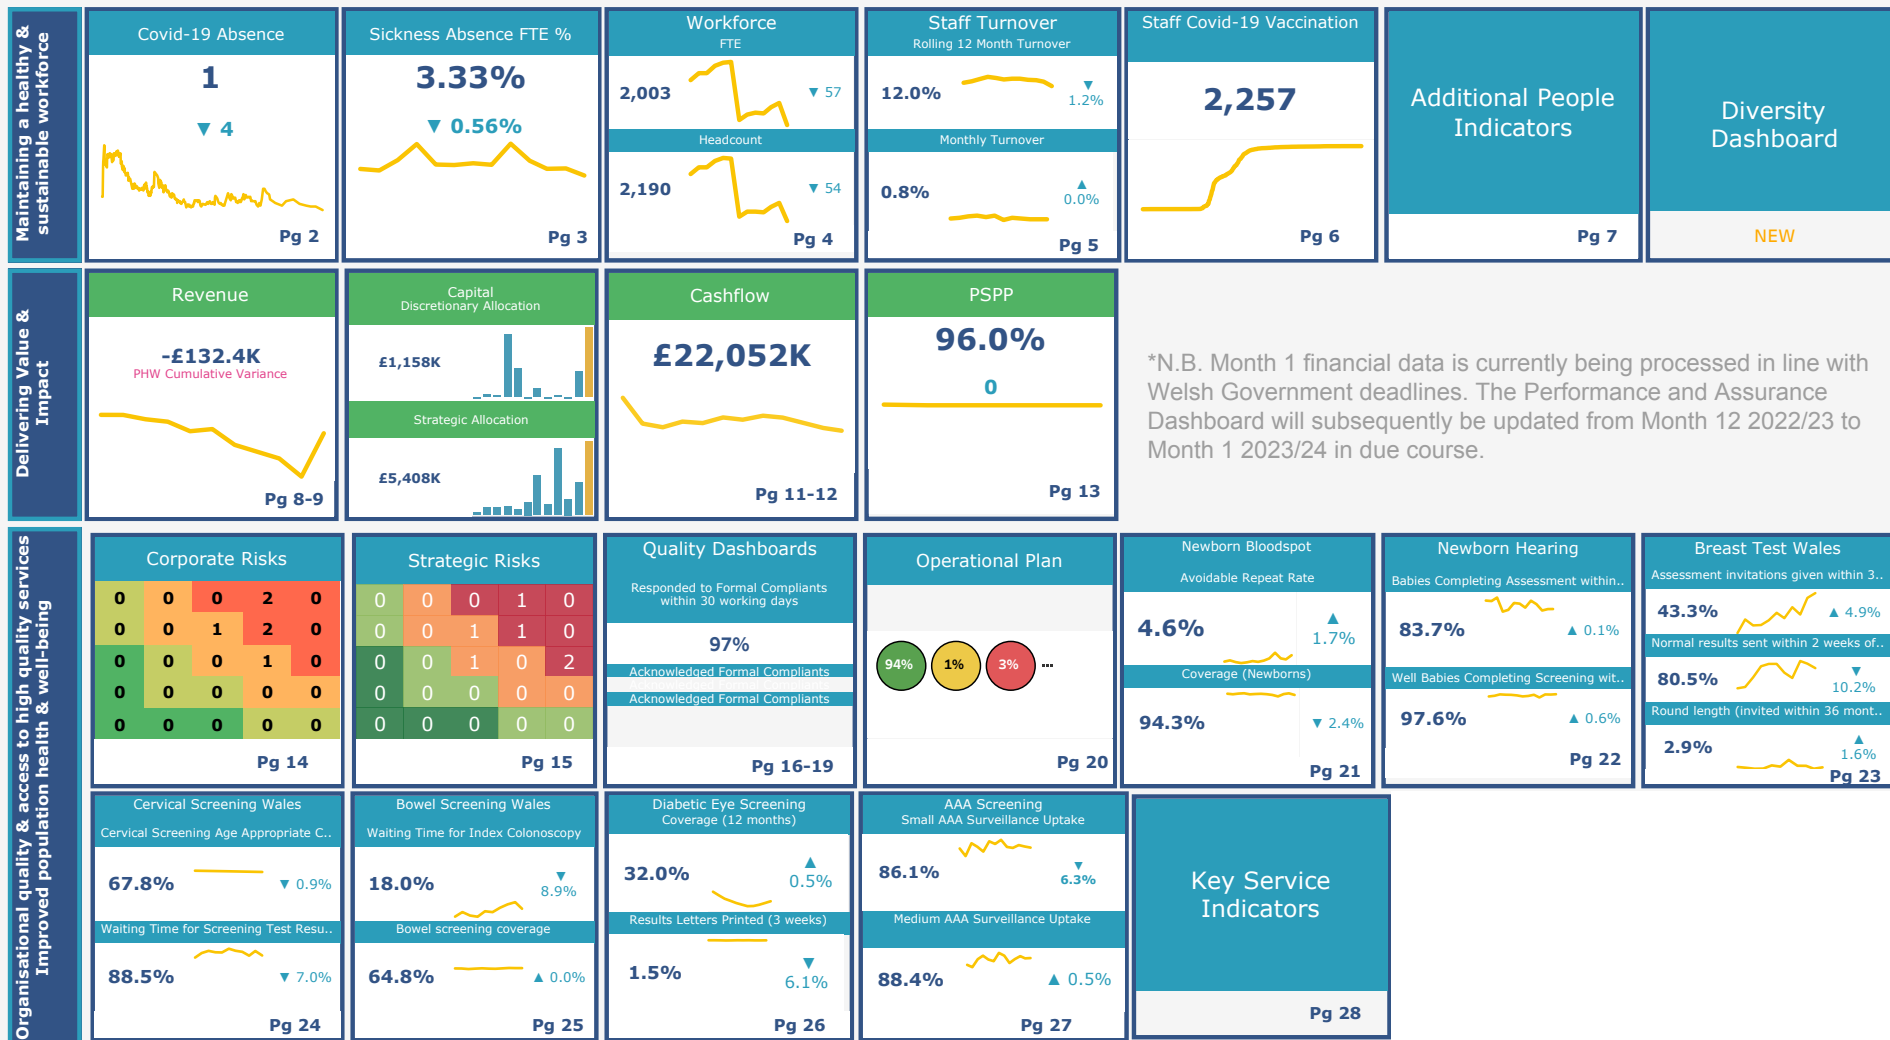 Maintaining a healthy &
sustainable workforce
Covid-19 Absence
1
▼ 4
Pg 2
Sickness Absence FTE %
3.33%
▼ 0.56%
Pg 3
Workforce
FTE
2,003
▼ 57
Headcount
2,190
▼ 54
Pg 4
Staff Turnover
Rolling 12 Month Turnover
12.0%
▼
1.2%
Monthly Turnover
0.8%
▲
0.0%
Pg 5
Staff Covid-19 Vaccination
2,257
Pg 6
Additional People
Indicators
Pg 7
Diversity
Dashboard
NEW
Delivering Value &
Impact
Revenue
-£132.4K
PHW Cumulative Variance
Pg 8-9
Capital
Discretionary Allocation
£1,158K
Strategic Allocation
£5,408K
Cashflow
£22,052K
Pg 11-12
PSPP
96.0%
0
Pg 13
*N.B. Month 1 financial data is currently being processed in line with
Welsh Government deadlines. The Performance and Assurance
Dashboard will subsequently be updated from Month 12 2022/23 to
Month 1 2023/24 in due course.
Organisational quality & access to high quality services
Improved population health & well-being
Corporate Risks
0 0 0 2 0
0 0 1 2 0
0 0 0 1 0
0 0 0 0 0
0 0 0 0 0
Pg 14
Strategic Risks
0 0 0 1 0
0 0 1 1 0
0 0 1 0 2
0 0 0 0 0
0 0 0 0 0
Pg 15
Quality Dashboards
Responded to Formal Compliants
within 30 working days
97%
Acknowledged Formal Compliants
Acknowledged Formal Compliants
Pg 16-19
Operational Plan
94% 1% 3% ...
Pg 20
Newborn Bloodspot
Avoidable Repeat Rate
4.6%
▲
1.7%
Coverage (Newborns)
94.3%
▼ 2.4%
Pg 21
Newborn Hearing
Babies Completing Assessment within..
83.7%
▲ 0.1%
Well Babies Completing Screening wit..
97.6%
▲ 0.6%
Pg 22
Breast Test Wales
Assessment invitations given within 3..
43.3%
▲ 4.9%
Normal results sent within 2 weeks of..
80.5%
▼
10.2%
Round length (invited within 36 mont..
2.9%
▲
1.6%
Pg 23
Cervical Screening Wales
Cervical Screening Age Appropriate C..
67.8%
▼ 0.9%
Waiting Time for Screening Test Resu..
88.5%
▼ 7.0%
Pg 24
Bowel Screening Wales
Waiting Time for Index Colonoscopy
18.0%
▼
8.9%
Bowel screening coverage
64.8%
▲ 0.0%
Pg 25
Diabetic Eye Screening
Coverage (12 months)
32.0%
▲
0.5%
Results Letters Printed (3 weeks)
1.5%
▼
6.1%
Pg 26
AAA Screening
Small AAA Surveillance Uptake
86.1%
▼
6.3%
Medium AAA Surveillance Uptake
88.4%
▲ 0.5%
Pg 27
Key Service
Indicators
Pg 28